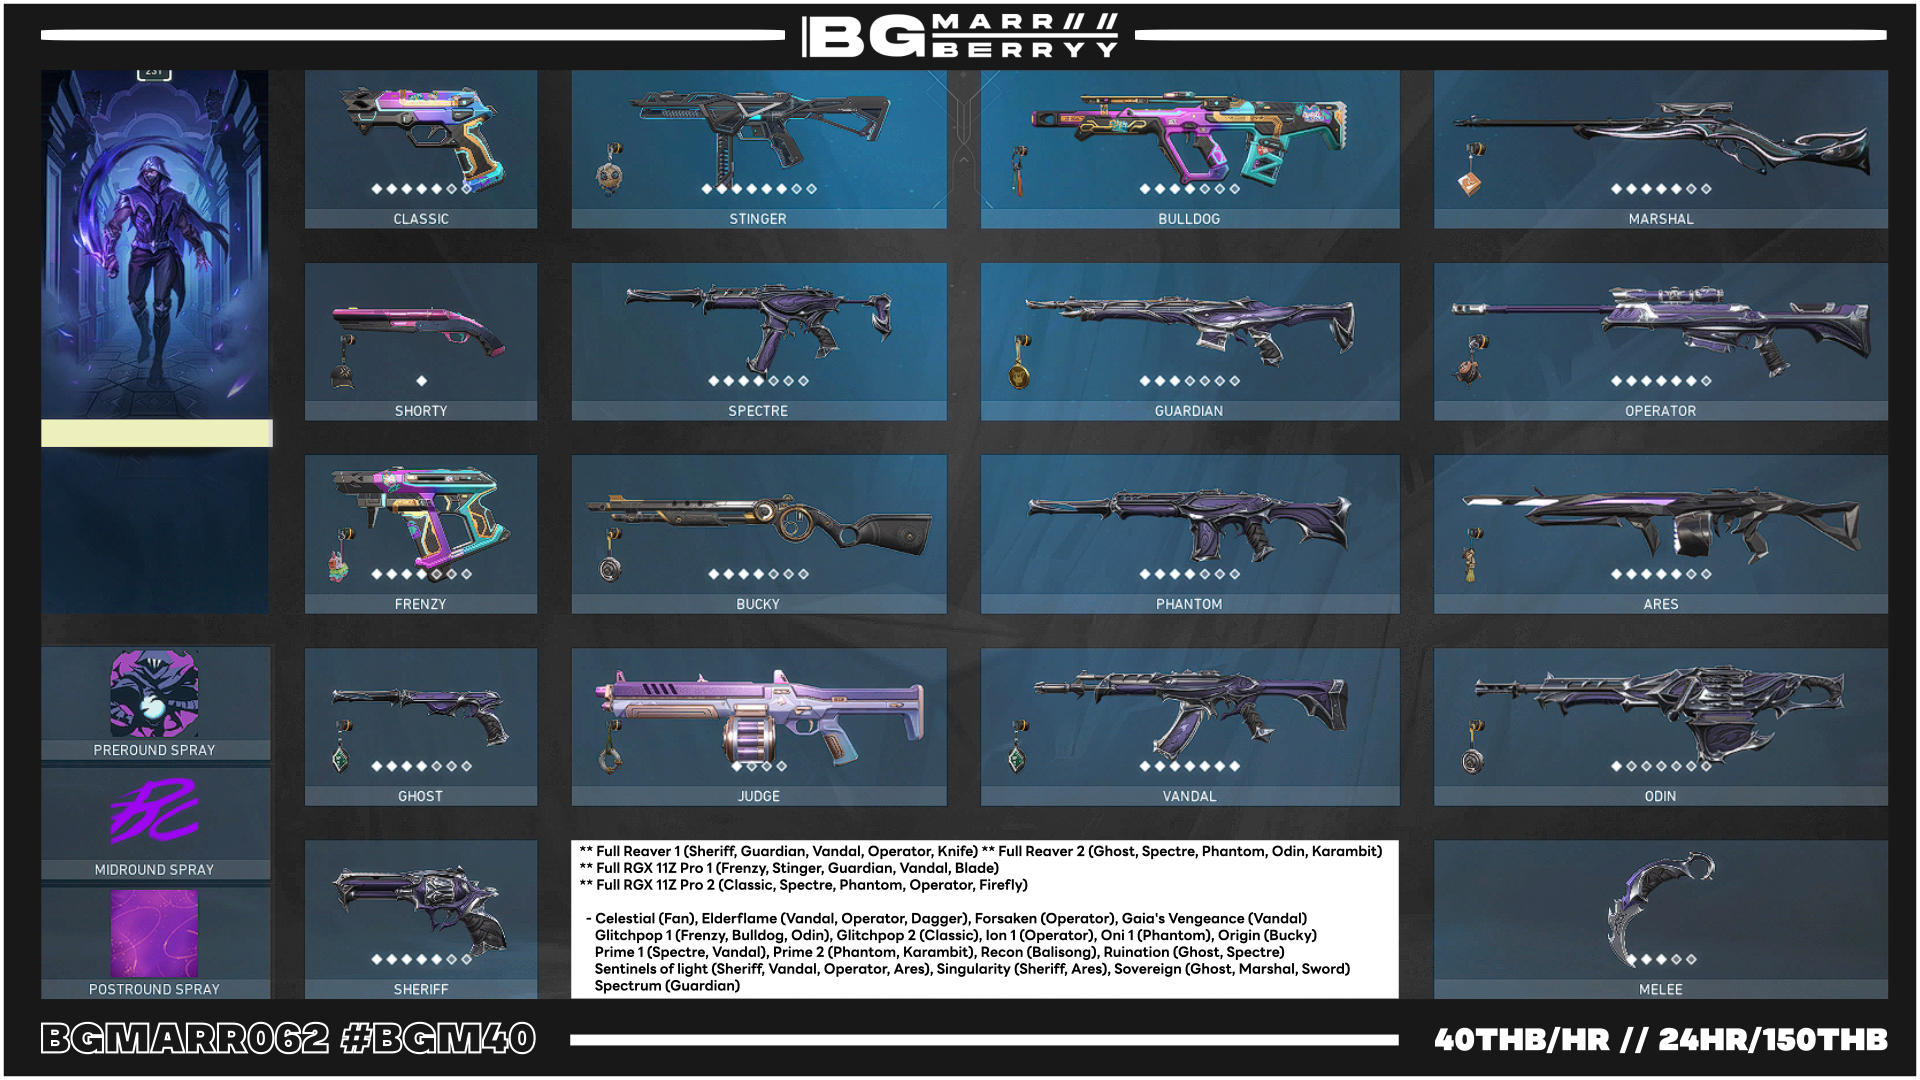 BG MARR// //
BERRYY
231
CLASSIC
STINGER
BULLDOG
MARSHAL
SHORTY
SPECTRE
GUARDIAN
OPERATOR
FRENZY
BUCKY
PHANTOM
ARES
PREROUND SPRAY
GHOST
JUDGE
VANDAL
ODIN
MIDROUND SPRAY
POSTROUND SPRAY
SHERIFF
** Full Reaver 1 (Sheriff, Guardian, Vandal, Operator, Knife) ** Full Reaver 2 (Ghost, Spectre, Phantom, Odin, Karambit)
** Full RGX 11Z Pro 1 (Frenzy, Stinger, Guardian, Vandal, Blade)
** Full RGX 11Z Pro 2 (Classic, Spectre, Phantom, Operator, Firefly)
- Celestial (Fan), Elderflame (Vandal, Operator, Dagger), Forsaken (Operator), Gaia's Vengeance (Vandal)
Glitchpop 1 (Frenzy, Bulldog, Odin), Glitchpop 2 (Classic), Ion 1 (Operator), Oni 1 (Phantom), Origin (Bucky)
Prime 1 (Spectre, Vandal), Prime 2 (Phantom, Karambit), Recon (Balisong), Ruination (Ghost, Spectre)
Sentinels of light (Sheriff, Vandal, Operator, Ares), Singularity (Sheriff, Ares), Sovereign (Ghost, Marshal, Sword)
Spectrum (Guardian)
MELEE
BGMARR062 #BGM40
40THB/HR // 24HR/150THB